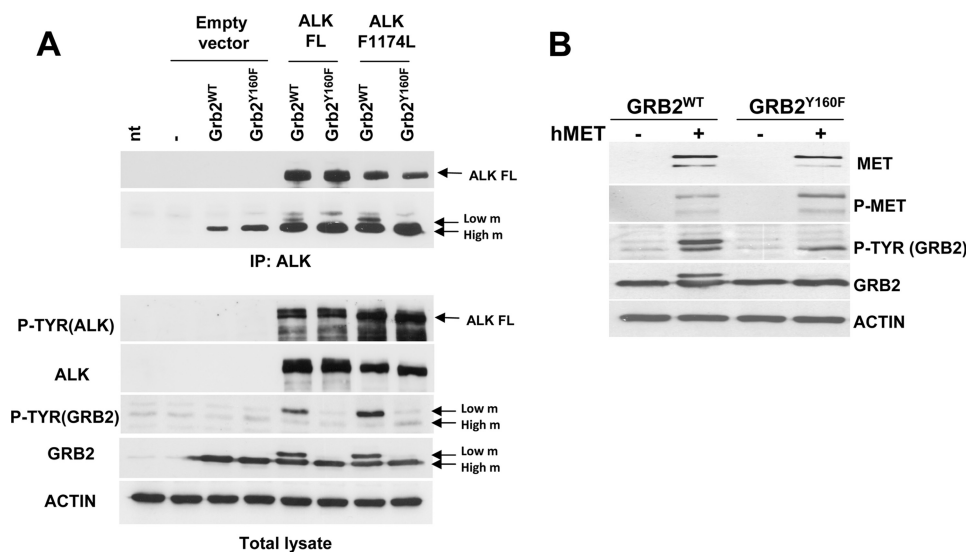 A
Empty vector
ALK FL
ALK F1174L
nt
-
Grb2WT
Grb2Y160F
Grb2WT
Grb2Y160F
Grb2WT
Grb2Y160F
ALK FL
Low m
High m
IP: ALK
P-TYR(ALK)
ALK FL
ALK
P-TYR(GRB2)
Low m
High m
GRB2
Low m
High m
ACTIN
Total lysate
B
GRB2WT
GRB2Y160F
hMET - + - +
MET
P-MET
P-TYR (GRB2)
GRB2
ACTIN